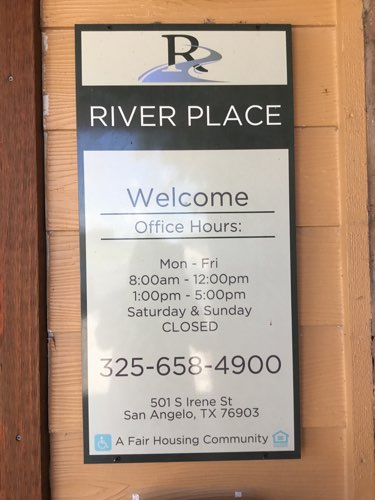 R
RIVER PLACE
Welcome
Office Hours:
Mon - Fri
8:00am - 12:00pm
1:00pm - 5:00pm
Saturday & Sunday
CLOSED
325-658-4900
501 S Irene St
San Angelo, TX 76903
A Fair Housing Community